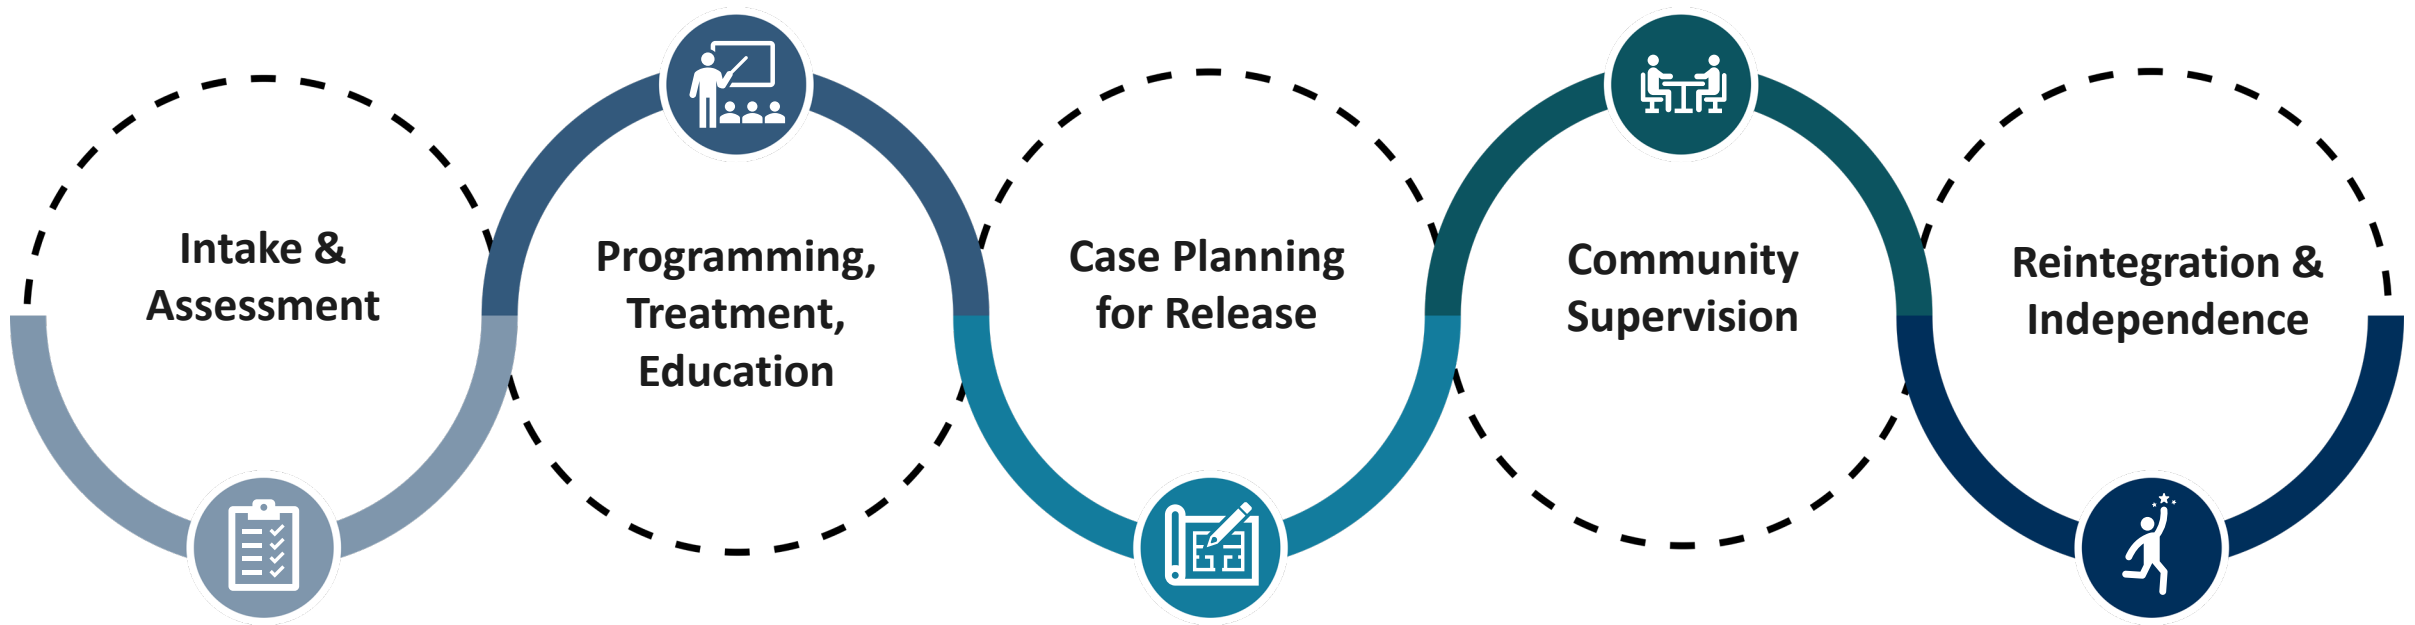 Intake &
Assessment
Programming,
Treatment,
Education
Case Planning
for Release
Community
Supervision
Reintegration &
Independence